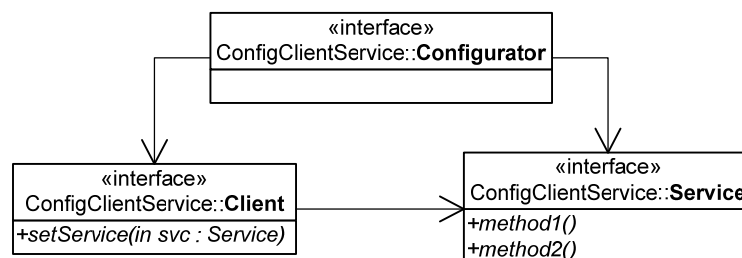 «interface»
ConfigClientService::Configurator
«interface»
ConfigClientService::Client
+setService(in svc : Service)
«interface»
ConfigClientService::Service
+method1()
+method2()